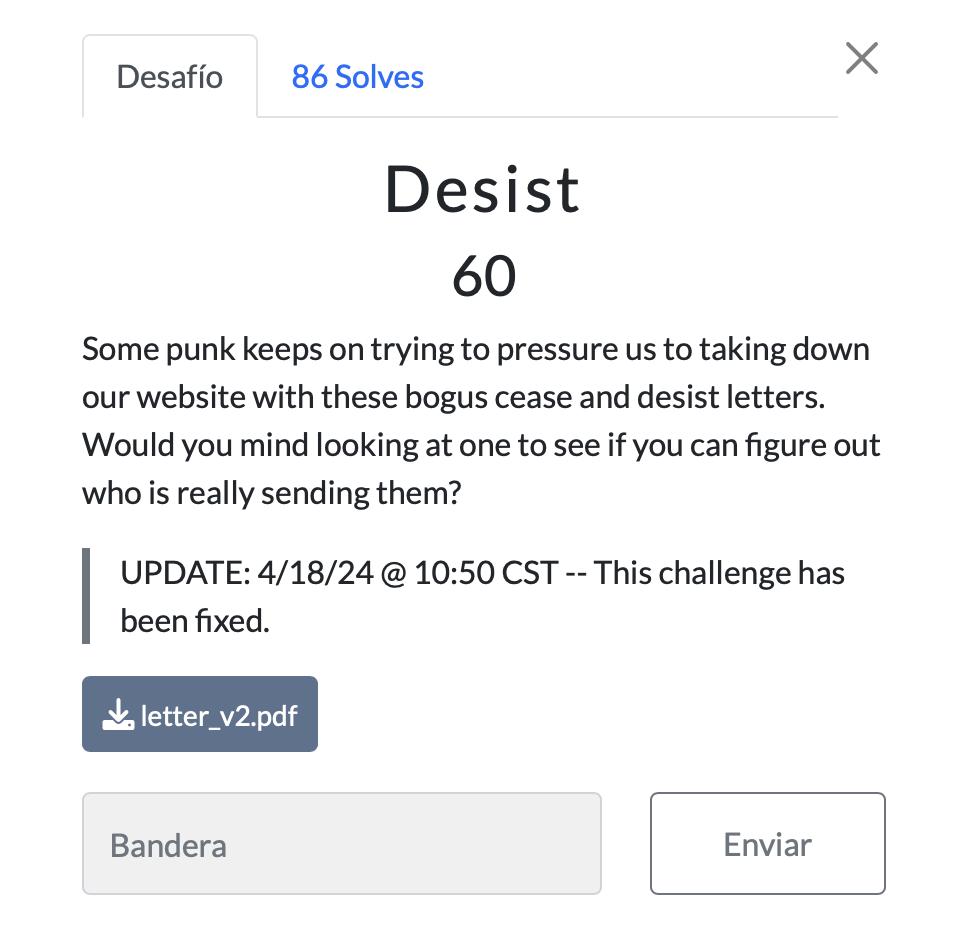 Desafío
86 Solves
Desist
60
Some punk keeps on trying to pressure us to taking down
our website with these bogus cease and desist letters.
Would you mind looking at one to see if you can figure out
who is really sending them?
UPDATE: 4/18/24 @ 10:50 CST -- This challenge has
been fixed.
letter_v2.pdf
Bandera
Enviar